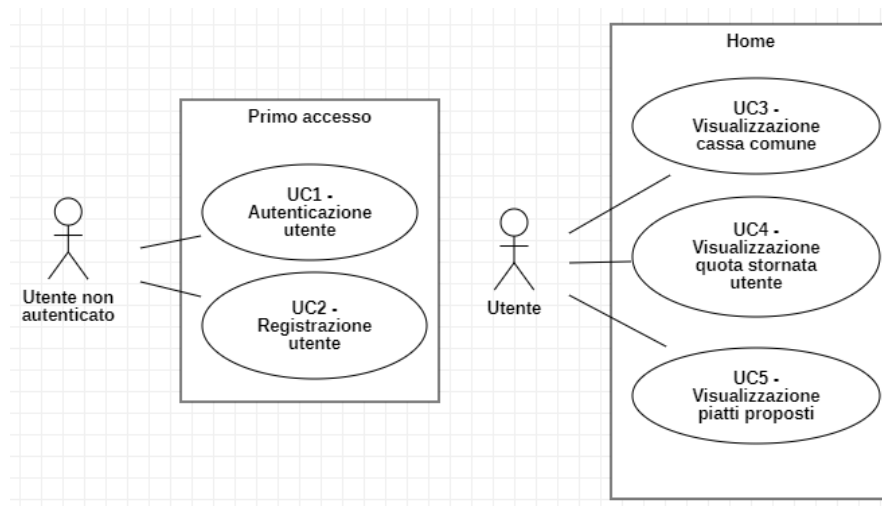 Primo accesso
UC1 -
Autenticazione
utente
UC2 -
Registrazione
utente
Utente non
autenticato
Home
UC3 -
Visualizzazione
cassa comune
UC4 -
Visualizzazione
quota stornata
utente
UC5 -
Visualizzazione
piatti proposti
Utente